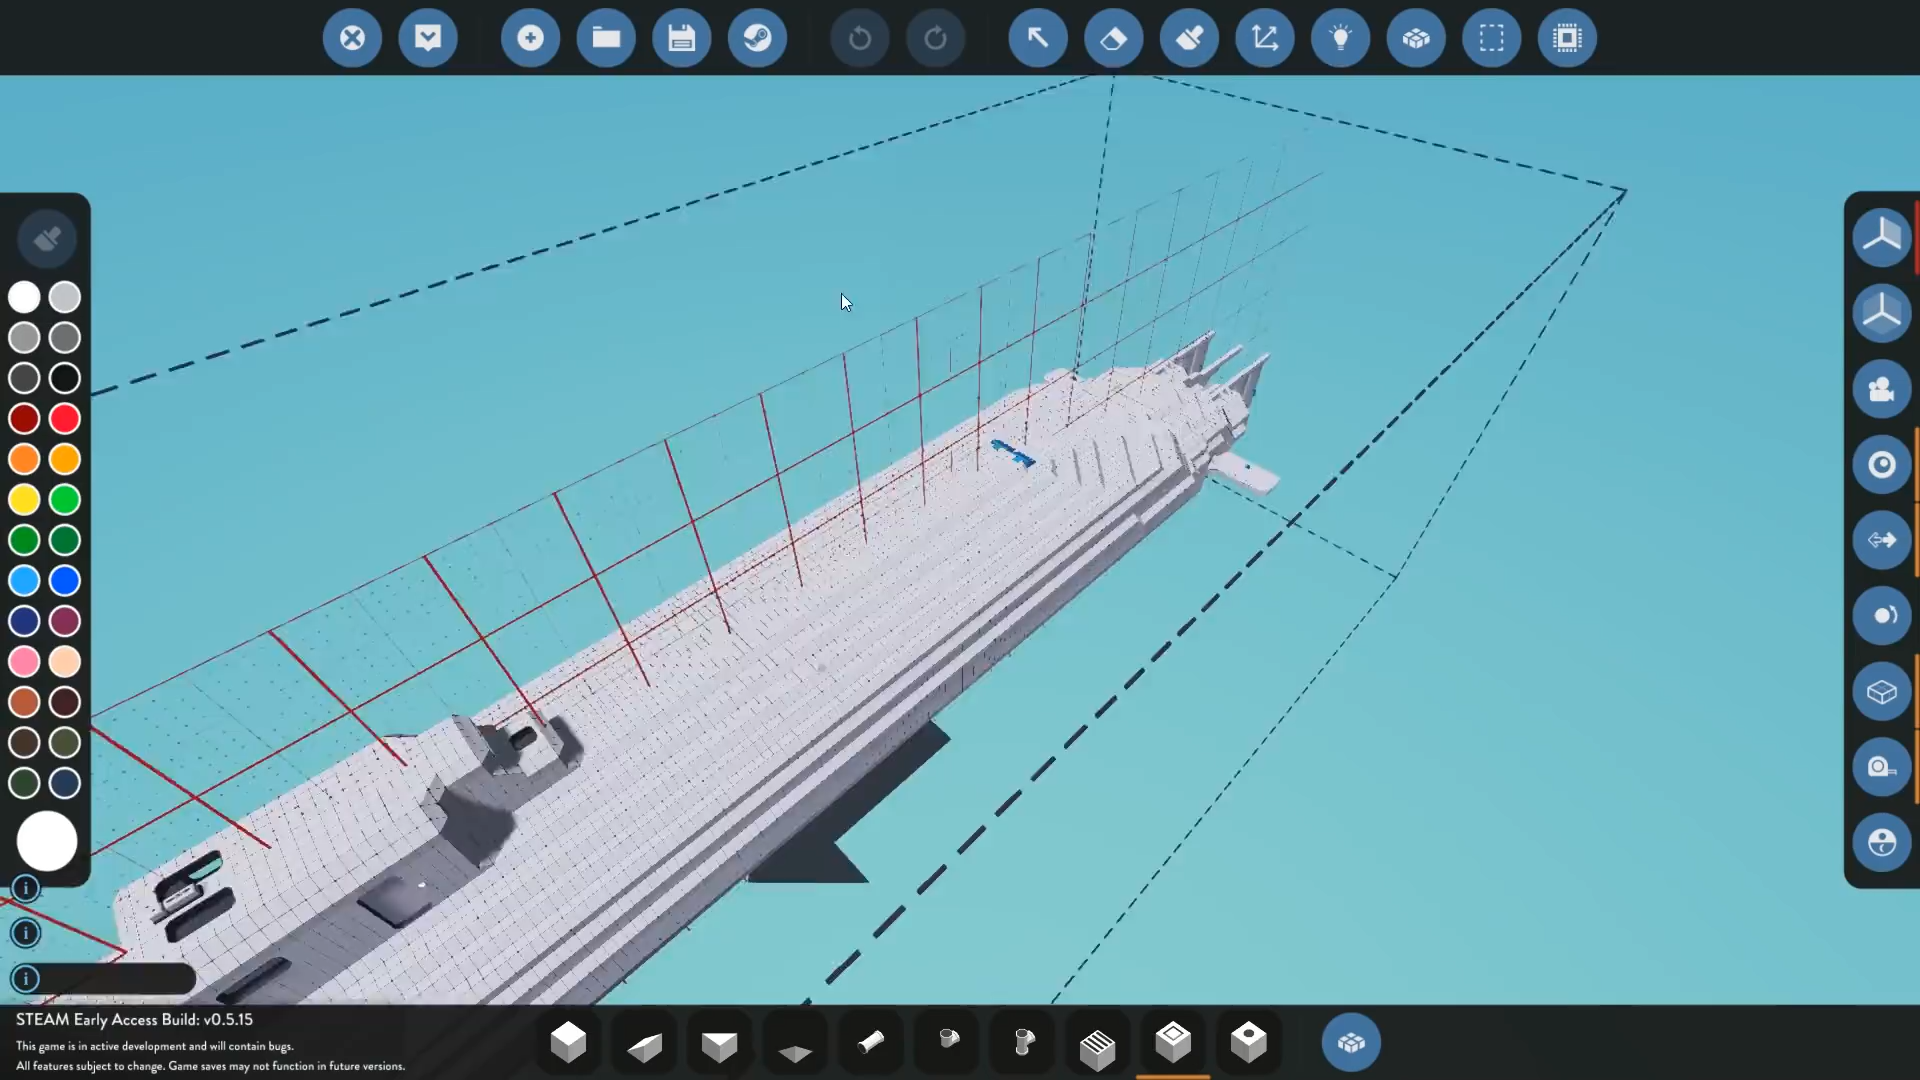 STEAM Early Access Build: v0.5.15
This game is in active development and will contain bugs.
All features subject to change. Game saves may not function in future versions.